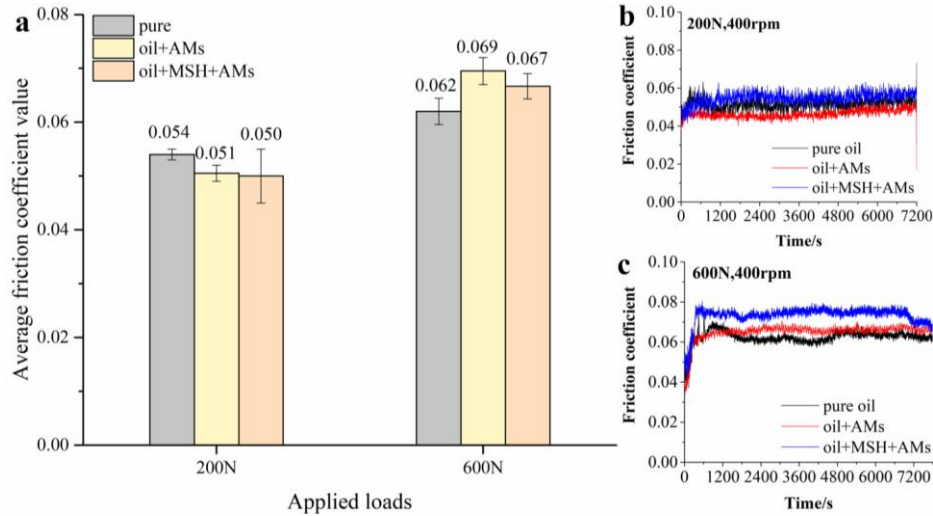 a
Average friction coefficient value
0.08
0.06
0.04
0.02
0.00
pure
oil+AMs
oil+MSH+AMs
0.054
0.051
0.050
0.062
0.069
0.067
200N
600N
Applied loads
b
Friction coefficient
0.10
0.08
0.06
0.04
0.02
0.00
200N,400rpm
pure oil
oil+AMs
oil+MSH+AMs
0 1200 2400 3600 4800 6000 7200
Time/s
c
Friction coefficient
0.10
0.08
0.06
0.04
0.02
0.00
600N,400rpm
pure oil
oil+AMs
oil+MSH+AMs
0 1200 2400 3600 4800 6000 7200
Time/s